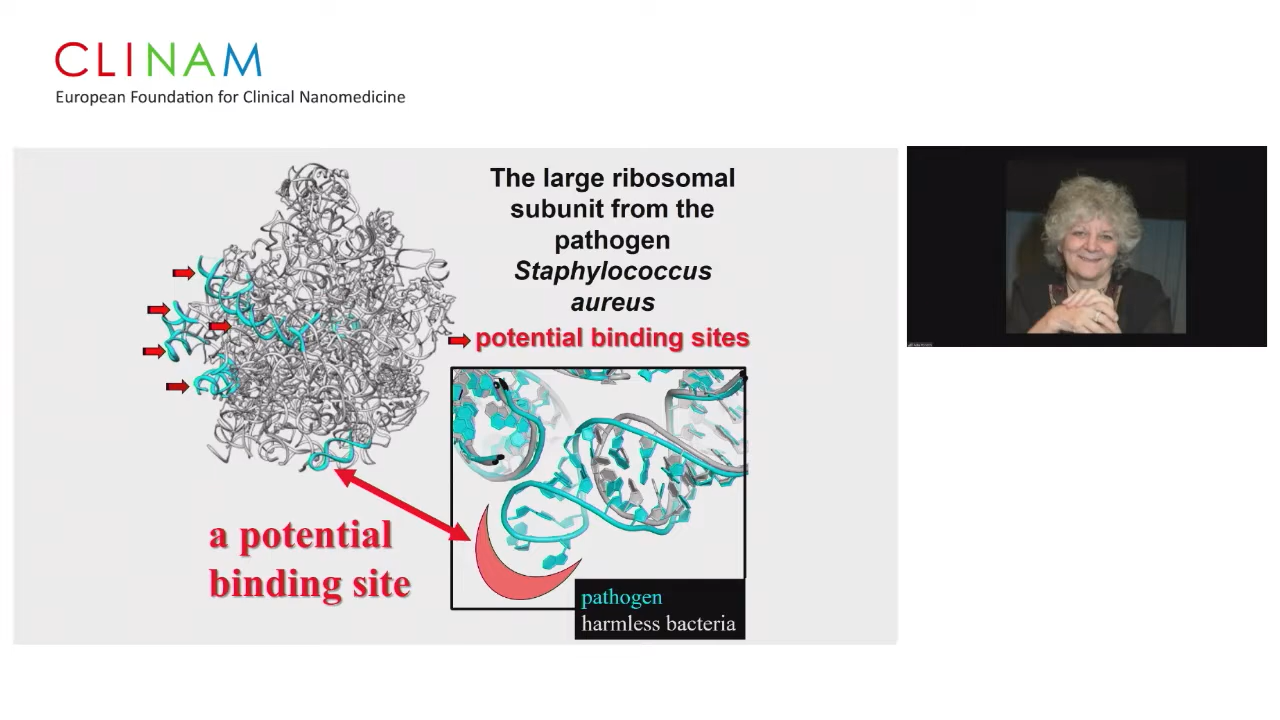 CLINAM
European Foundation for Clinical Nanomedicine
The large ribosomal
subunit from the
pathogen
Staphylococcus
aureus
potential binding sites
a potential
binding site
pathogen
harmless bacteria